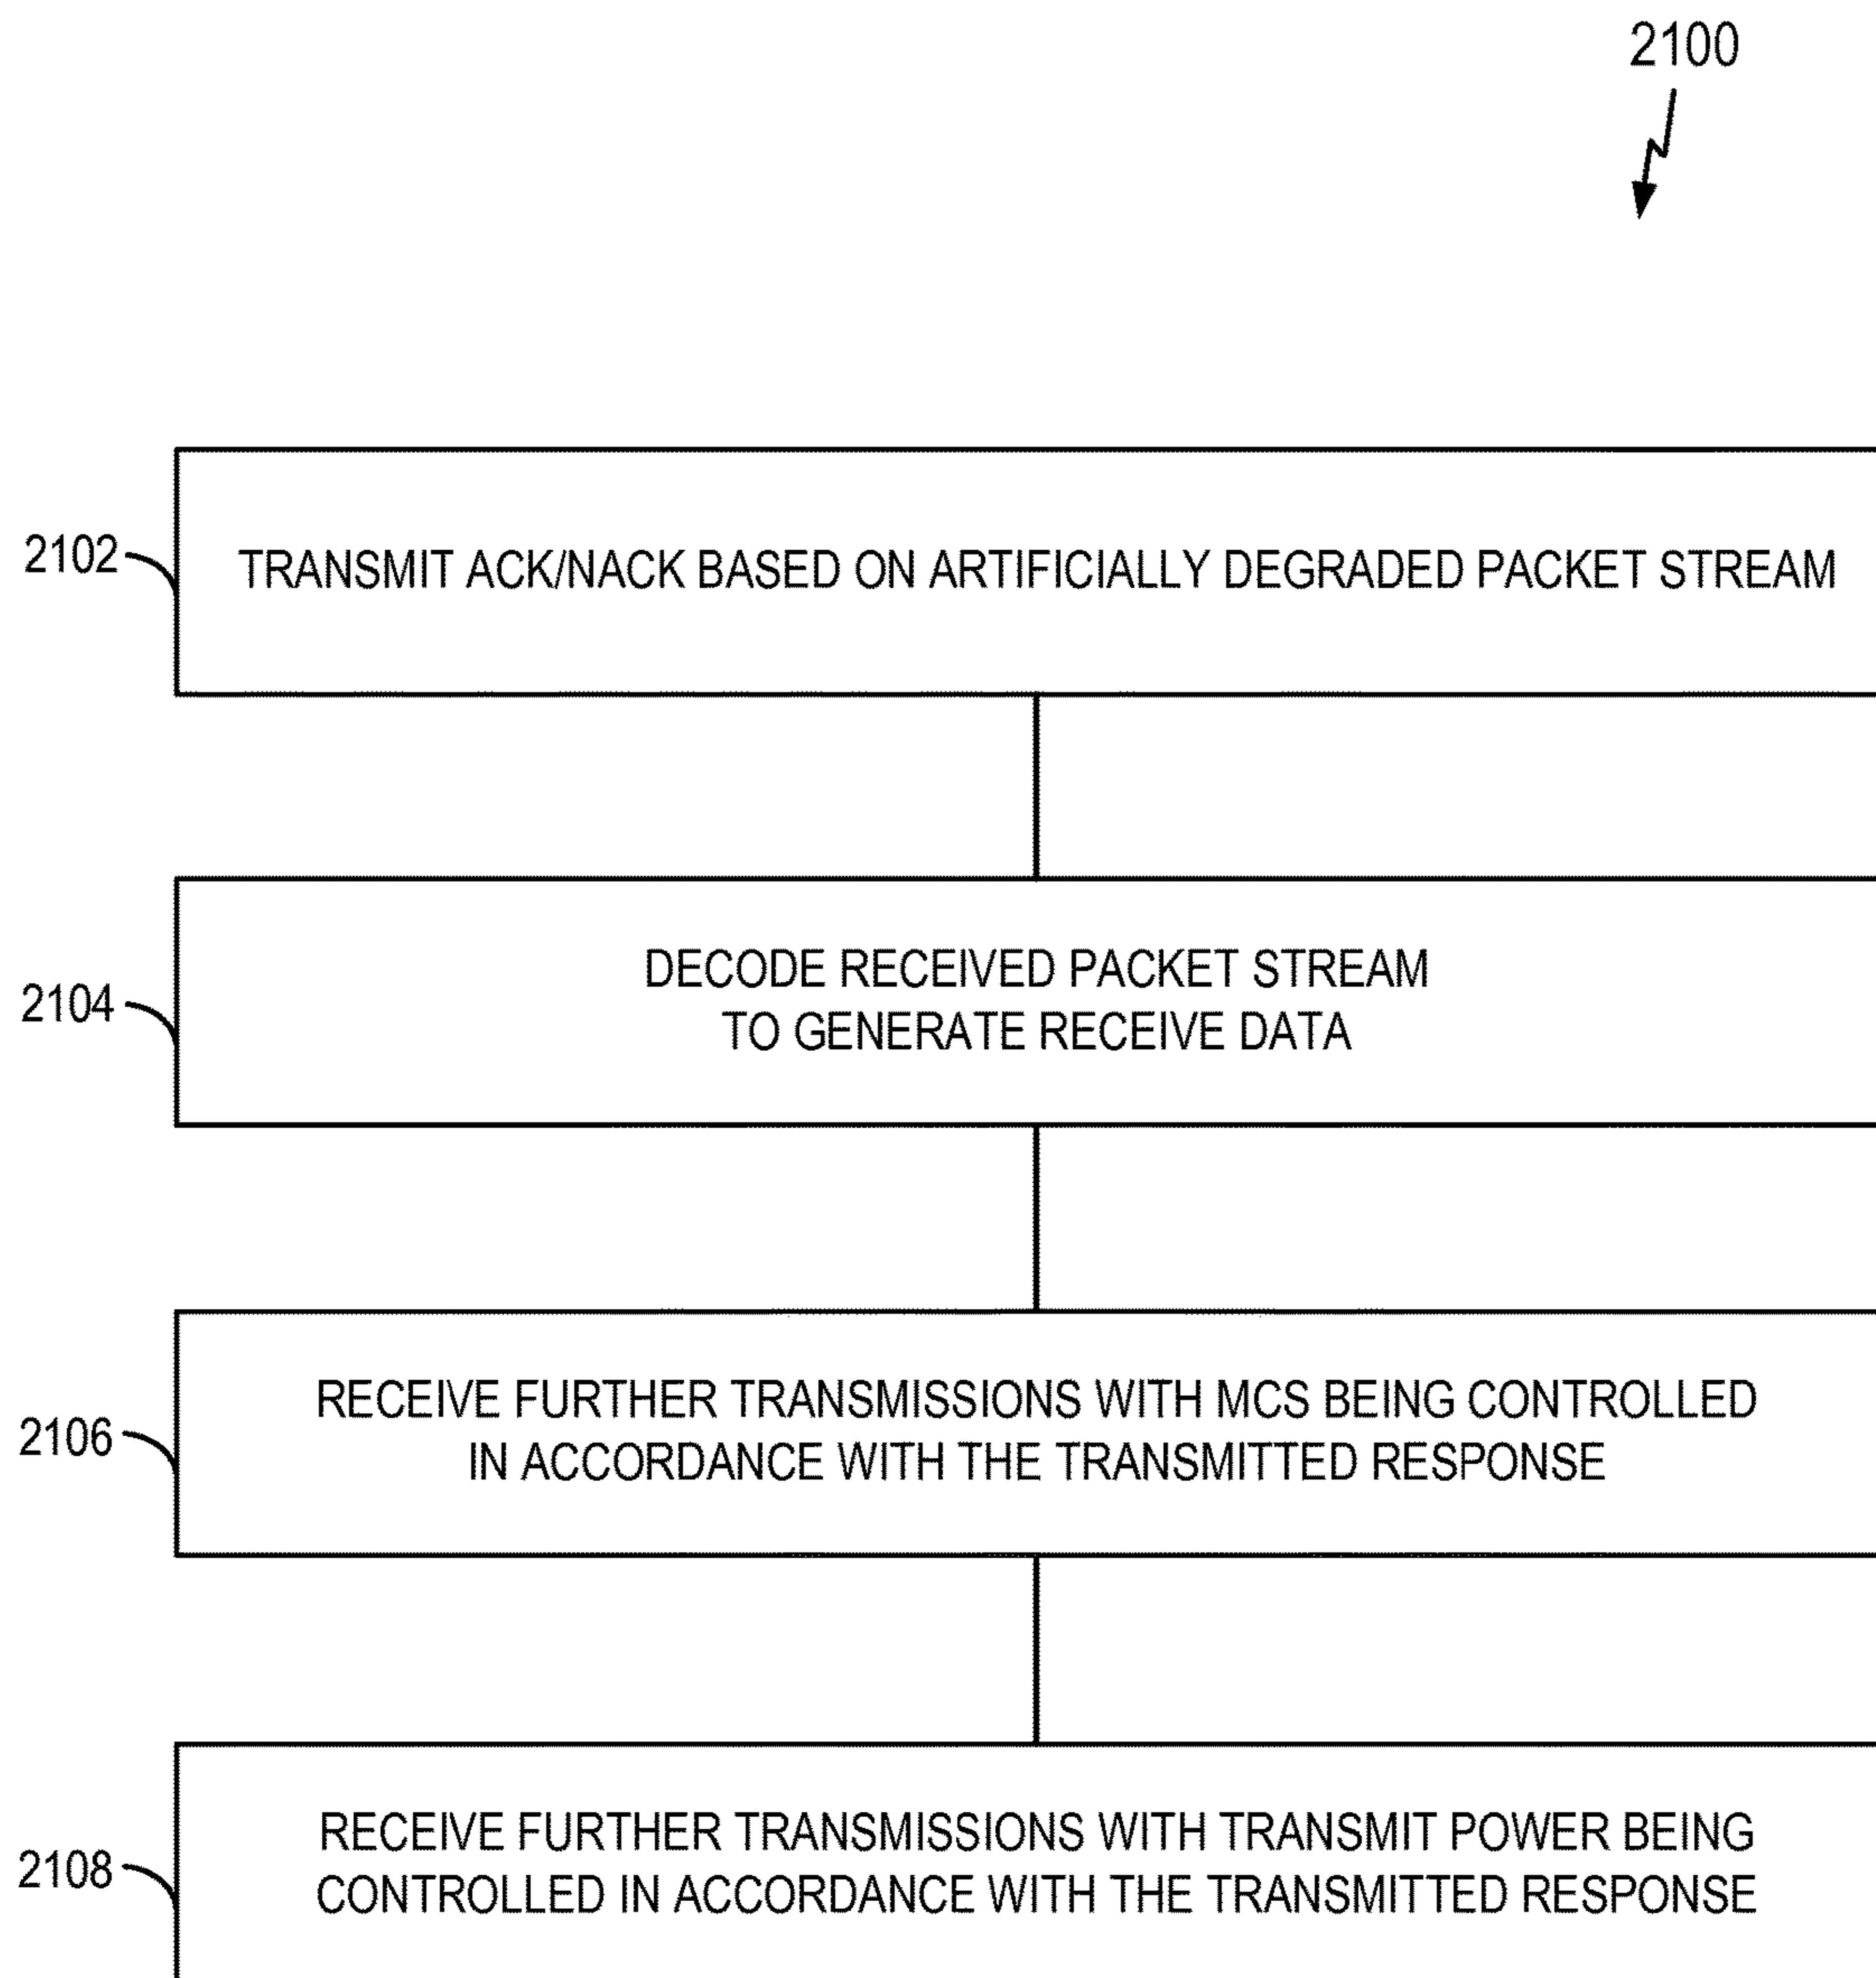 2100
2102
TRANSMIT ACK/NACK BASED ON ARTIFICIALLY DEGRADED PACKET STREAM
2104
DECODE RECEIVED PACKET STREAM
TO GENERATE RECEIVE DATA
2106
RECEIVE FURTHER TRANSMISSIONS WITH MCS BEING CONTROLLED
IN ACCORDANCE WITH THE TRANSMITTED RESPONSE
2108
RECEIVE FURTHER TRANSMISSIONS WITH TRANSMIT POWER BEING
CONTROLLED IN ACCORDANCE WITH THE TRANSMITTED RESPONSE